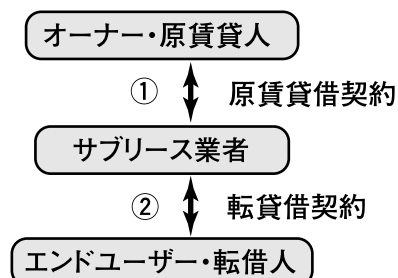 オーナー・原賃貸人
① 原賃貸借契約
サブリース業者
② 転貸借契約
エンドユーザー・転借人